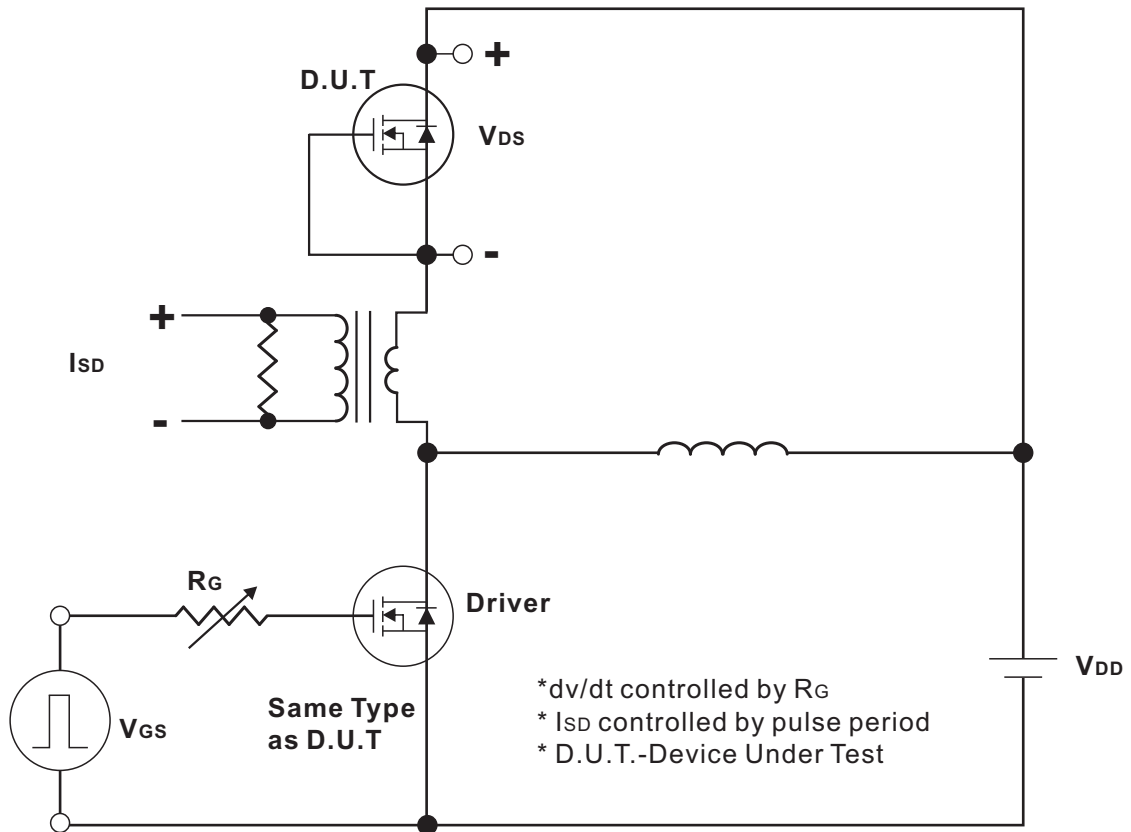 +
D.U.T
VDS
-
+
ISD
-
RG
Driver
VGS
Same Type
as D.U.T
VDD
*dv/dt controlled by RG
* ISD controlled by pulse period
* D.U.T.-Device Under Test